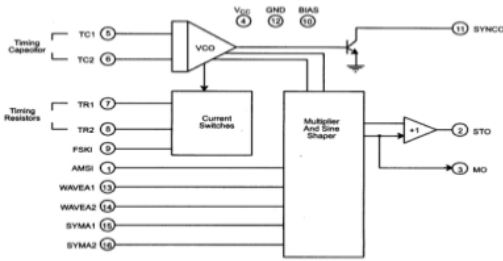 VCC GND BIAS
4 12 10
11 SYNCO
Timing
Capacitor
TC1 5
TC2 6
VCO
Timing
Resistors
TR1 7
TR2 8
FSKI 9
Current
Switches
Multiplier
And Sine
Shaper
+1
2 STO
3 MO
AMSI 1
WAVEA1 13
WAVEA2 14
SYMA1 15
SYMA2 16